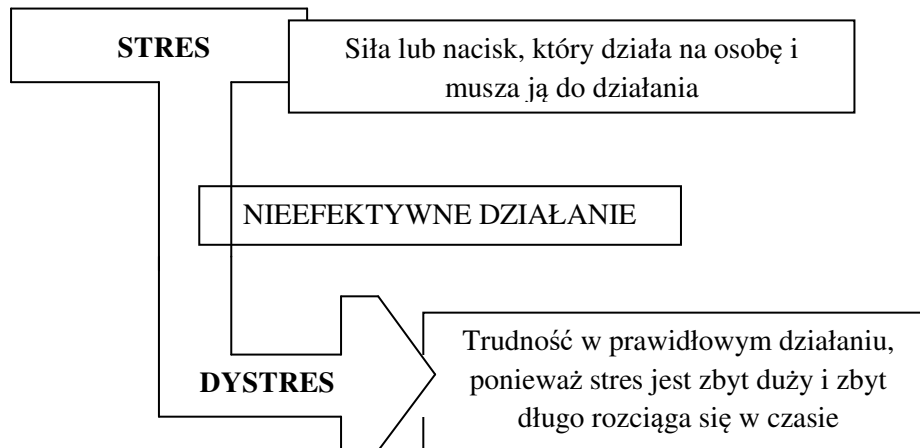 STRES
Siła lub nacisk, który działa na osobę i
musza ją do działania
NIEEFEKTYWNE DZIAŁANIE
DYSTRES
Trudność w prawidłowym działaniu,
ponieważ stres jest zbyt duży i zbyt
długo rozciąga się w czasie